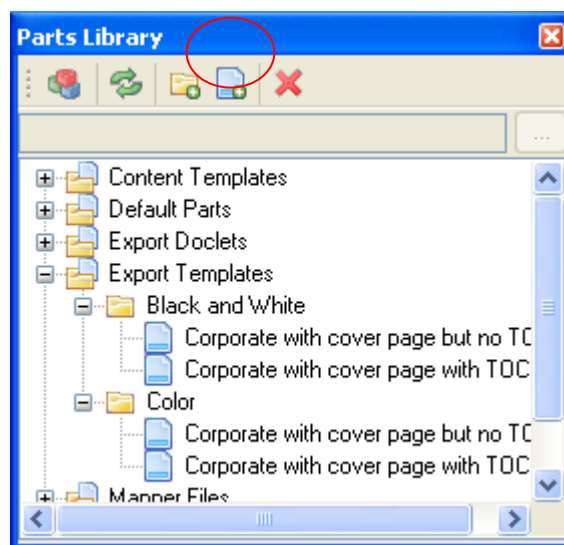 Parts Library
...
Content Templates
Default Parts
Export Doclets
Export Templates
Black and White
Corporate with cover page but no TC
Corporate with cover page with TOC
Color
Corporate with cover page but no TC
Corporate with cover page with TOC
Manner Files